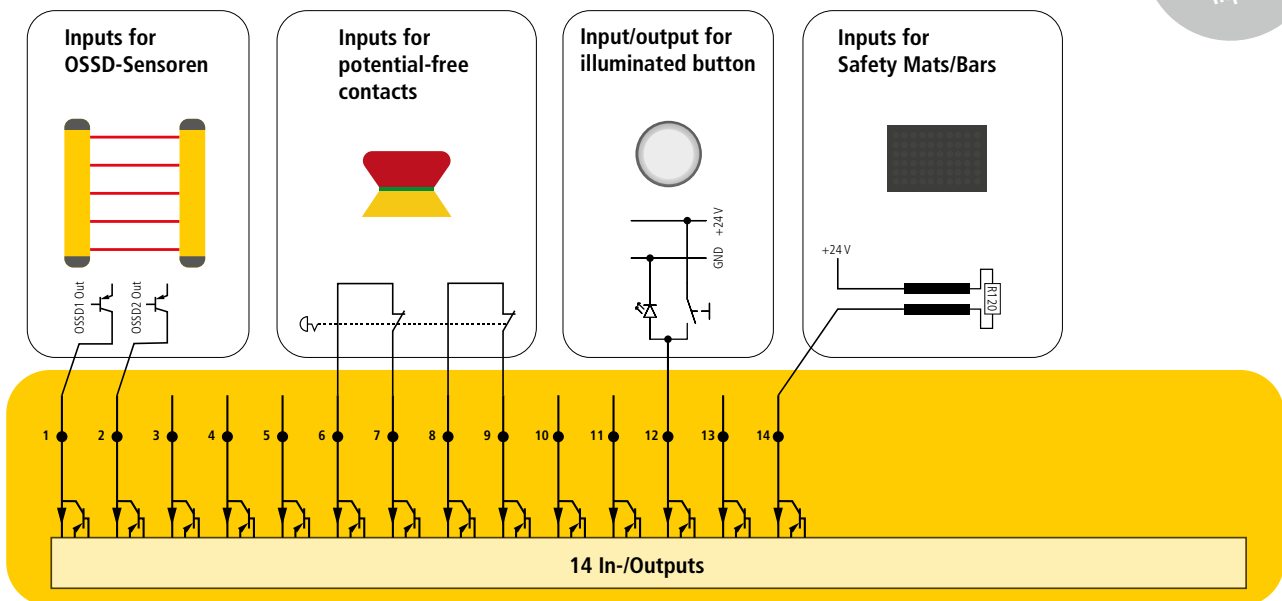 Inputs for
OSSD-Sensoren
Inputs for
potential-free
contacts
Input/output for
illuminated button
Inputs for
Safety Mats/Bars
OSSD1 Out
OSSD2 Out
+24 V
GND
+24 V
R120
1
2
3
4
5
6
7
8
9
10
11
12
13
14
14 In-/Outputs